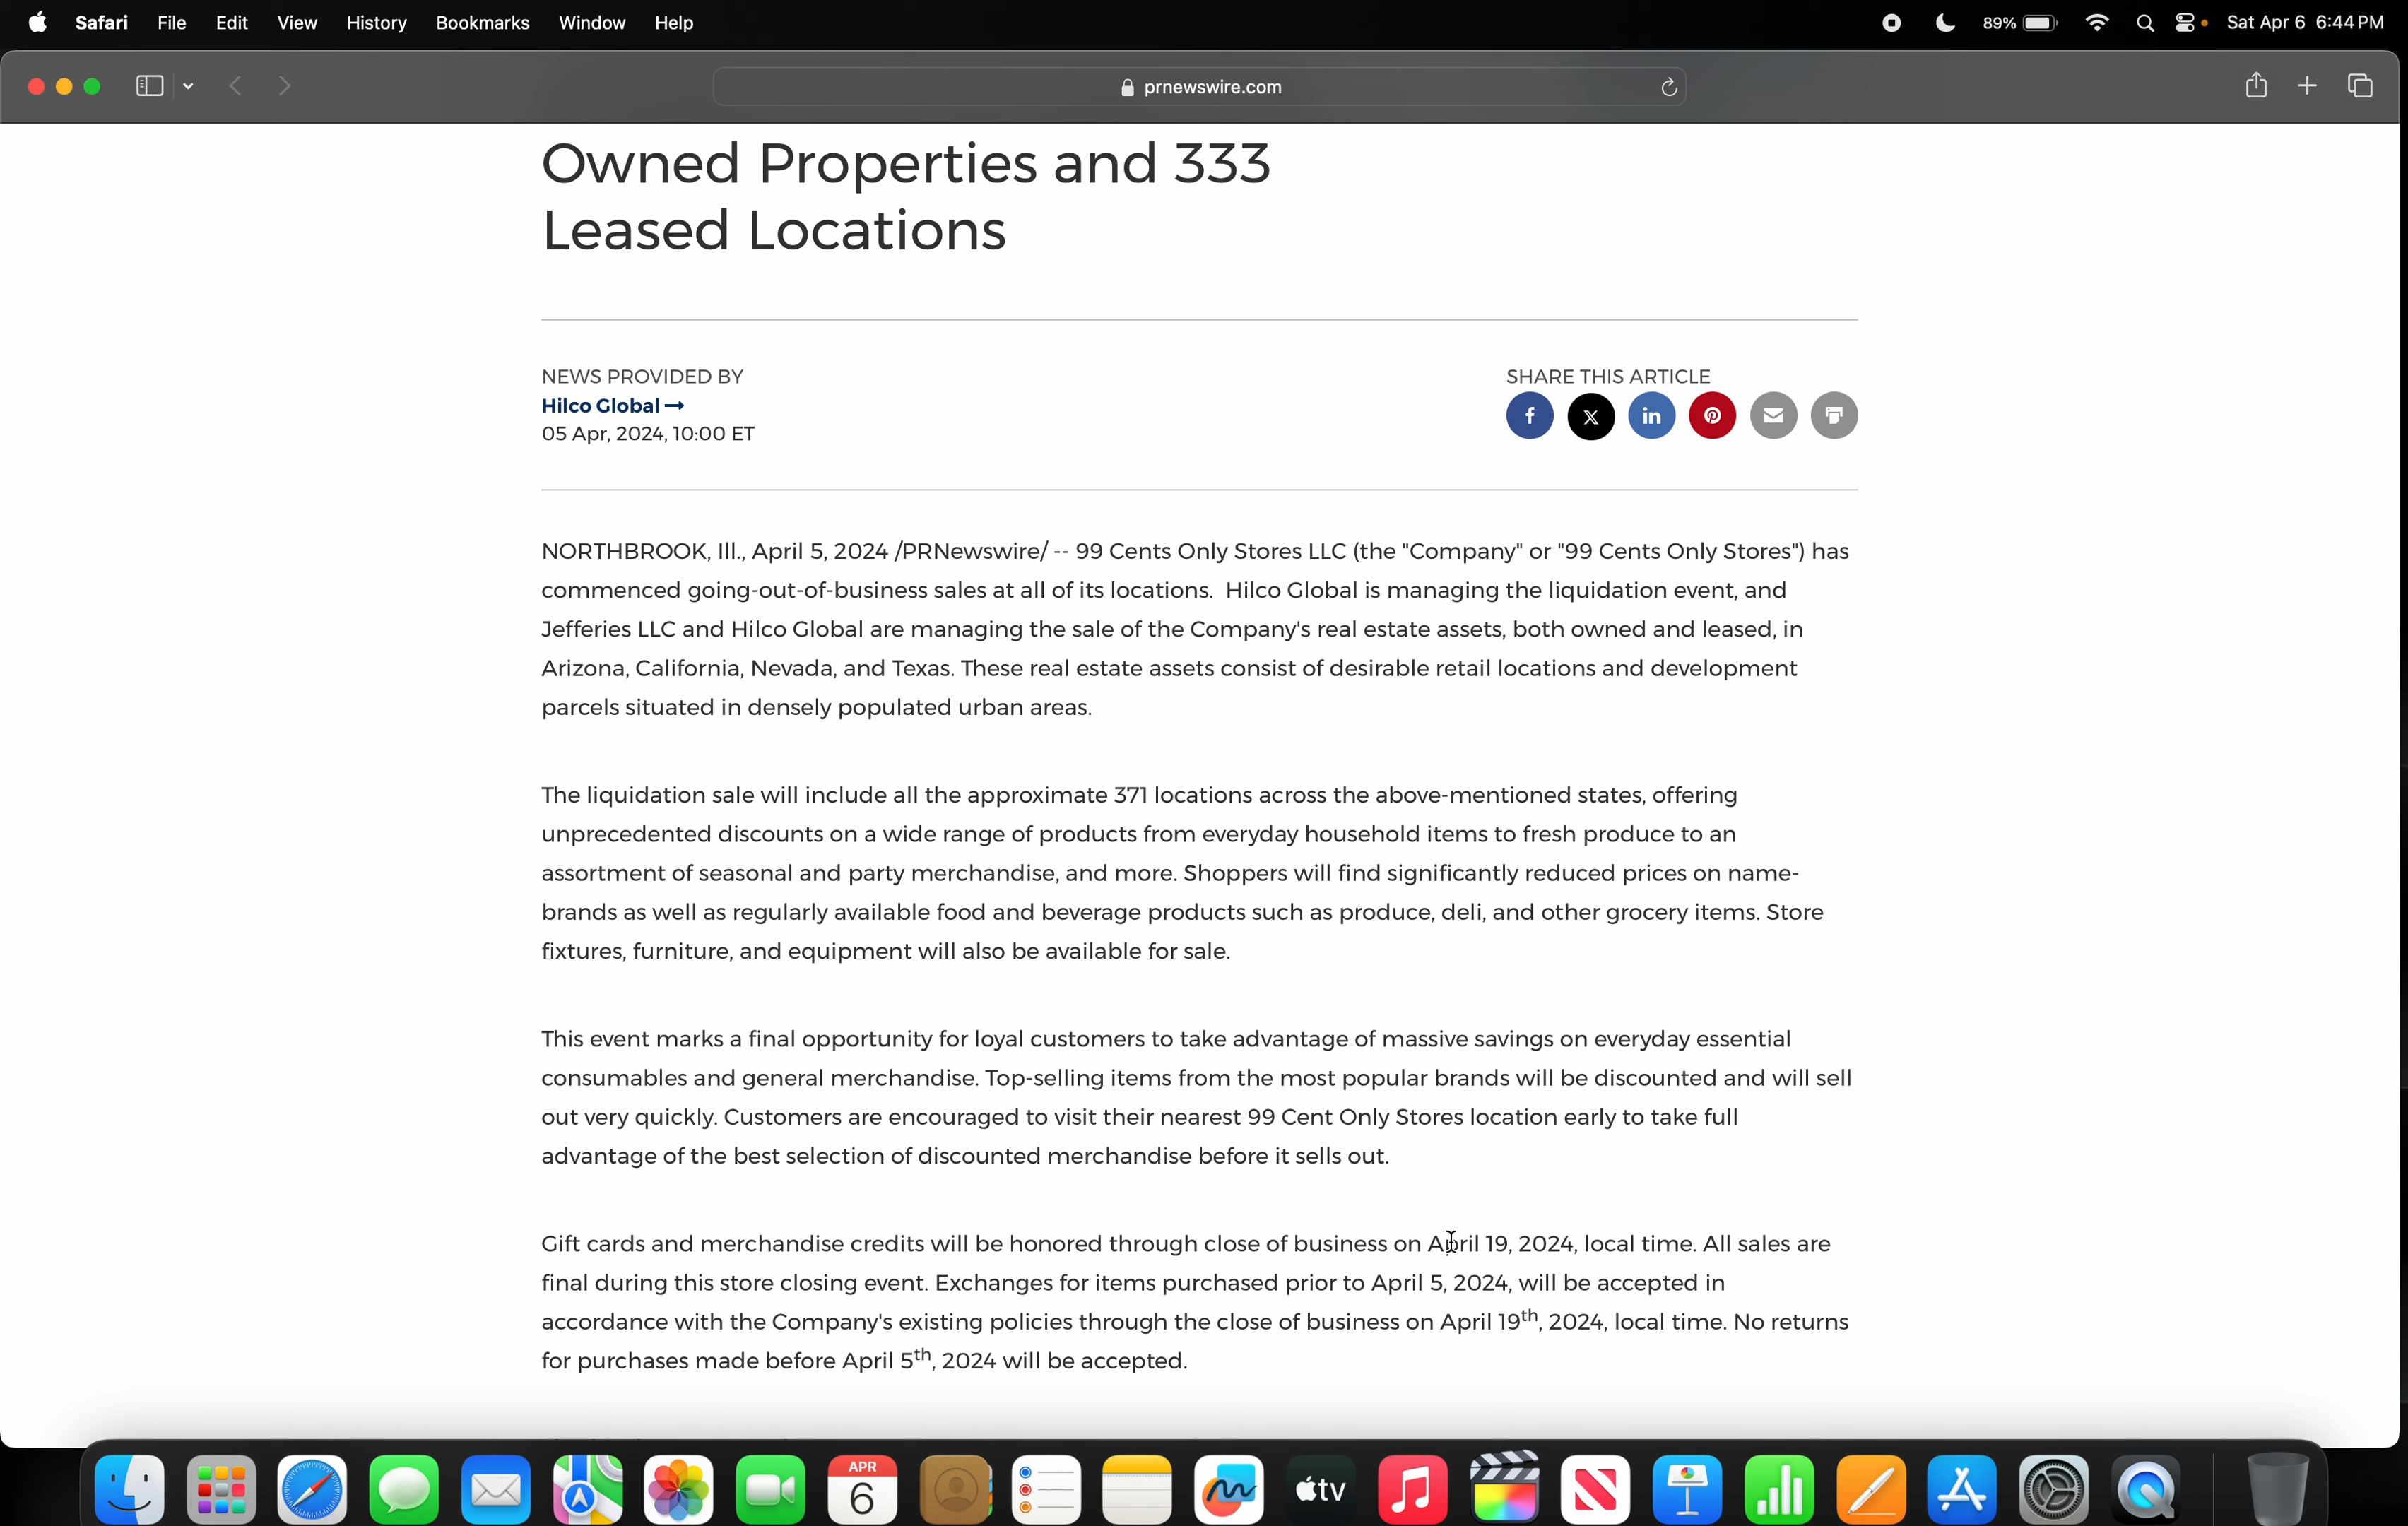 Safari File Edit View History Bookmarks Window Help 89% Sat Apr 6 6:44 PM
prnewswire.com
Owned Properties and 333
Leased Locations
NEWS PROVIDED BY
Hilco Global →
05 Apr, 2024, 10:00 ET
SHARE THIS ARTICLE
NORTHBROOK, Ill., April 5, 2024 /PRNewswire/ -- 99 Cents Only Stores LLC (the "Company" or "99 Cents Only Stores") has
commenced going-out-of-business sales at all of its locations.  Hilco Global is managing the liquidation event, and
Jefferies LLC and Hilco Global are managing the sale of the Company's real estate assets, both owned and leased, in
Arizona, California, Nevada, and Texas. These real estate assets consist of desirable retail locations and development
parcels situated in densely populated urban areas.
The liquidation sale will include all the approximate 371 locations across the above-mentioned states, offering
unprecedented discounts on a wide range of products from everyday household items to fresh produce to an
assortment of seasonal and party merchandise, and more. Shoppers will find significantly reduced prices on name-
brands as well as regularly available food and beverage products such as produce, deli, and other grocery items. Store
fixtures, furniture, and equipment will also be available for sale.
This event marks a final opportunity for loyal customers to take advantage of massive savings on everyday essential
consumables and general merchandise. Top-selling items from the most popular brands will be discounted and will sell
out very quickly. Customers are encouraged to visit their nearest 99 Cent Only Stores location early to take full
advantage of the best selection of discounted merchandise before it sells out.
Gift cards and merchandise credits will be honored through close of business on April 19, 2024, local time. All sales are
final during this store closing event. Exchanges for items purchased prior to April 5, 2024, will be accepted in
accordance with the Company's existing policies through the close of business on April 19th, 2024, local time. No returns
for purchases made before April 5th, 2024 will be accepted.
APR
6
tv